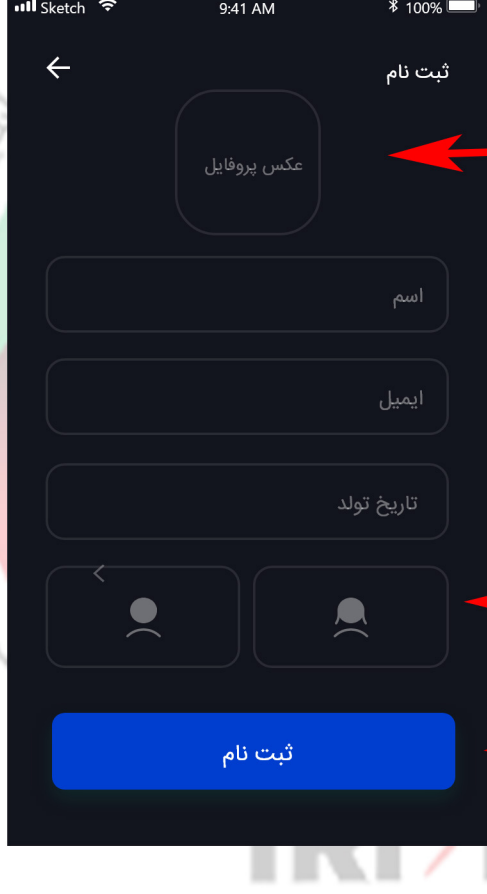 Sketch 9:41 AM 100%
ثبت نام
عکس پروفایل
اسم
ایمیل
تاریخ تولد
ثبت نام